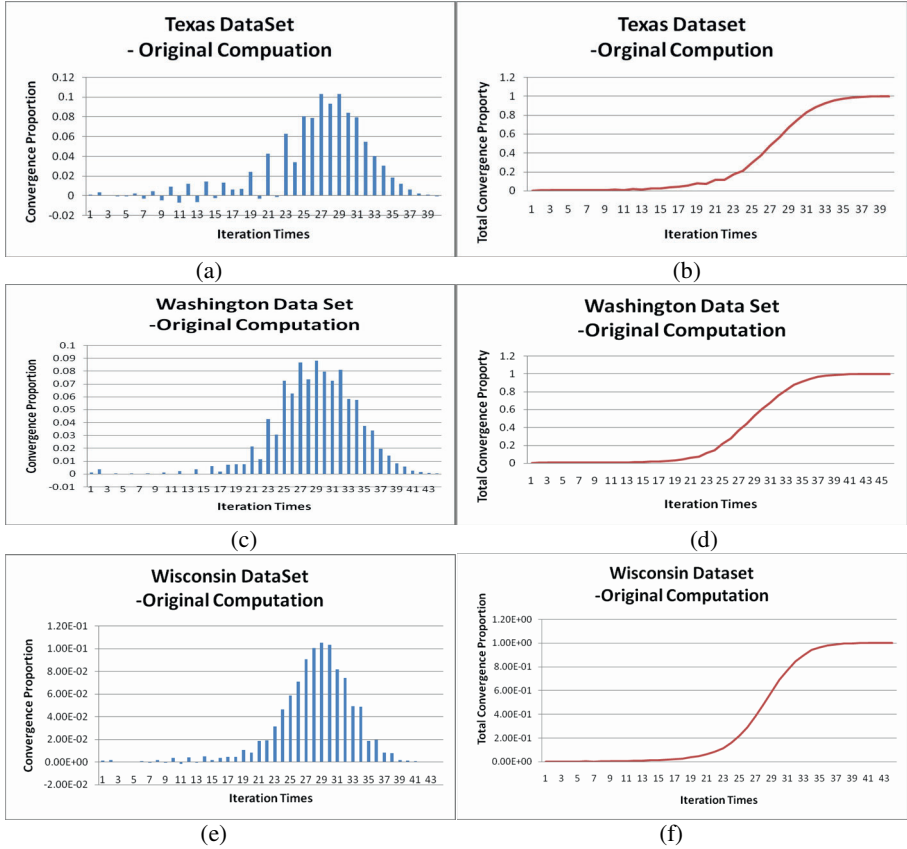 Texas DataSet
- Original Compuation
Convergence Proportion
0.12
0.1
0.08
0.06
0.04
0.02
0
-0.02
1 3 5 7 9 11 13 15 17 19 21 23 25 27 29 31 33 35 37 39
Iteration Times
(a)
Texas Dataset
-Orginal Compution
Total Convergence Proporty
1.2
1
0.8
0.6
0.4
0.2
0
1 3 5 7 9 11 13 15 17 19 21 23 25 27 29 31 33 35 37 39
Iteration Times
(b)
Washington Data Set
-Original Computation
Convergence Proportion
0.1
0.09
0.08
0.07
0.06
0.05
0.04
0.03
0.02
0.01
0
-0.01
1 3 5 7 9 11 13 15 17 19 21 23 25 27 29 31 33 35 37 39 41 43
Iteration Times
(c)
Washington Data Set
-Original Computation
Total Convergence Proporty
1.2
1
0.8
0.6
0.4
0.2
0
1 3 5 7 9 11 13 15 17 19 21 23 25 27 29 31 33 35 37 39 41 43 45
Iteration Times
(d)
Wisconsin DataSet
-Original Computation
Convergence Proportion
1.20E-01
1.00E-01
8.00E-02
6.00E-02
4.00E-02
2.00E-02
0.00E+00
-2.00E-02
1 3 5 7 9 11 13 15 17 19 21 23 25 27 29 31 33 35 37 39 41 43
Iteration Times
(e)
Wisconsin Dataset
-Original Computation
Total Convergence Proportion
1.20E+00
1.00E+00
8.00E-01
6.00E-01
4.00E-01
2.00E-01
0.00E+00
1 3 5 7 9 11 13 15 17 19 21 23 25 27 29 31 33 35 37 39 41 43
Iteration Times
(f)